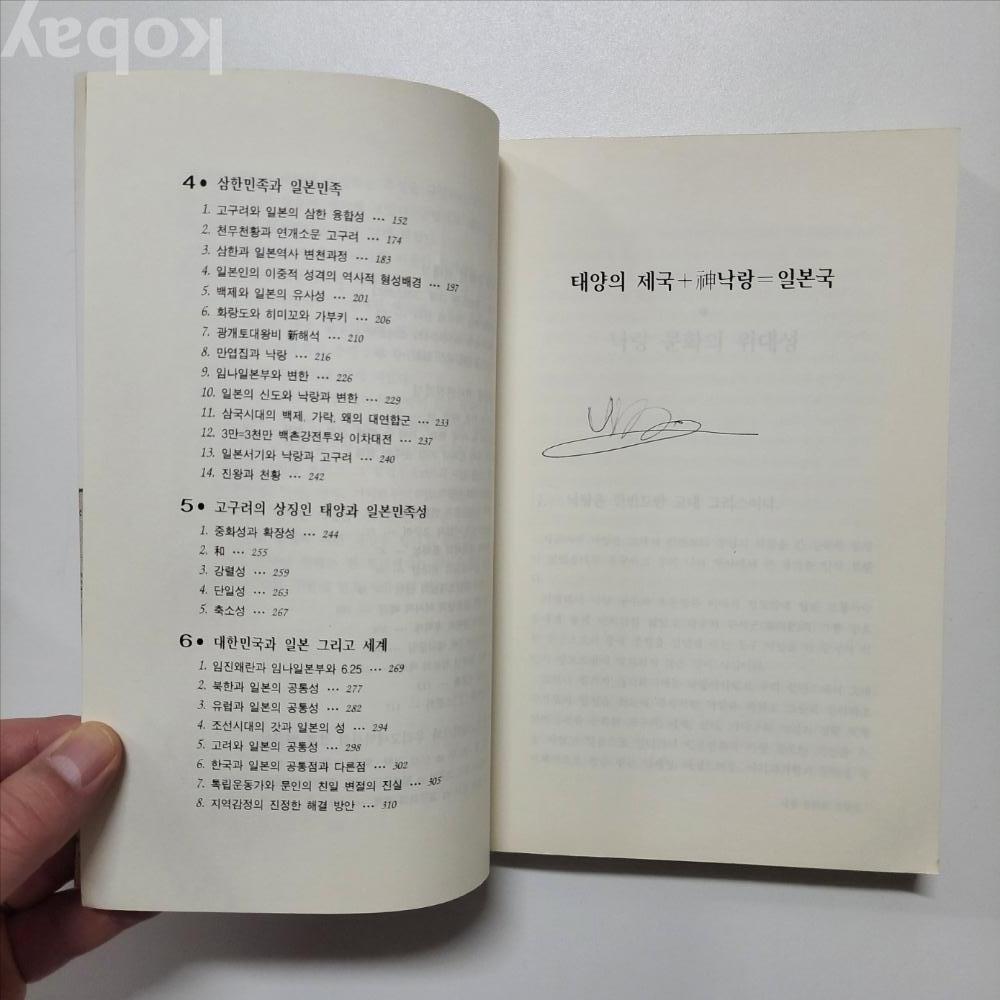 kobay
4• 삼한민족과 일본민족
1. 고구려와 일본의 삼한 융합성 ··· 152
2. 천무천황과 연개소문 고구려 ··· 174
3. 삼한과 일본역사 변천과정 ··· 183
4. 일본인의 이중적 성격의 역사적 형성배경 ··· 197
5. 백제와 일본의 유사성 ··· 201
6. 화랑도와 히미꼬와 가부키 ··· 206
7. 광개토대왕비 新해석 ··· 210
8. 만엽집과 낙랑 ··· 216
9. 임나일본부와 변한 ··· 226
10. 일본의 신도와 낙랑과 변한 ··· 229
11. 삼국시대의 백제, 가락, 왜의 대연합군 ··· 233
12. 3만=3천만 백촌강전투와 이차대전 ··· 237
13. 일본서기와 낙랑과 고구려 ··· 240
14. 진왕과 천황 ··· 242
5• 고구려의 상징인 태양과 일본민족성
1. 중화성과 확장성 ··· 244
2. 和 ··· 255
3. 강렬성 ··· 259
4. 단일성 ··· 263
5. 축소성 ··· 267
6• 대한민국과 일본 그리고 세계
1. 임진왜란과 임나일본부와 6.25 ··· 269
2. 북한과 일본의 공통성 ··· 277
3. 유럽과 일본의 공통성 ··· 282
4. 조선시대의 갓과 일본의 성 ··· 294
5. 고려와 일본의 공통성 ··· 298
6. 한국과 일본의 공통점과 다른점 ··· 302
7. 독립운동가와 문인의 친일 변절의 진실 ··· 305
8. 지역감정의 진정한 해결 방안 ··· 310
태양의 제국+神낙랑=일본국
낙랑 문화의 위대성